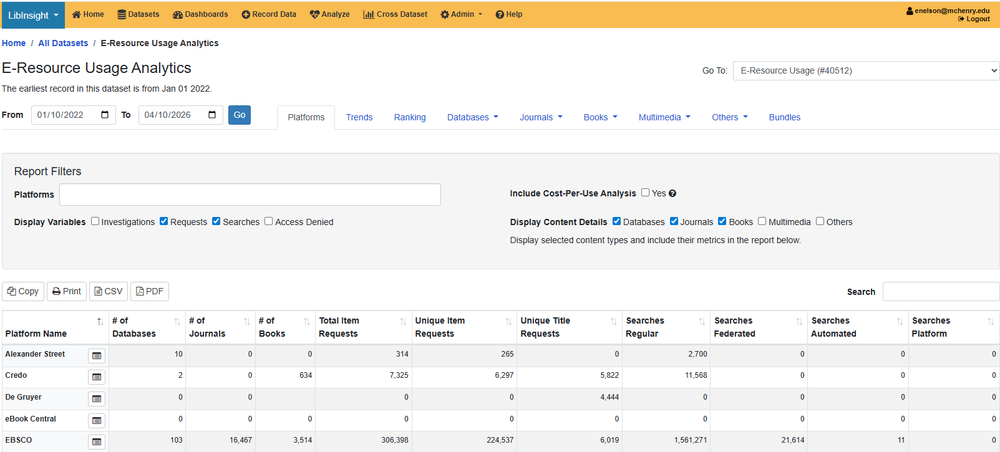 LibInsight Home Datasets Dashboards Record Data Analyze Cross Dataset Admin Help enelson@mchenry.edu
Logout
Home / All Datasets / E-Resource Usage Analytics
E-Resource Usage Analytics
Go To: E-Resource Usage (#40512)
The earliest record in this dataset is from Jan 01 2022.
From 01/10/2022 To 04/10/2026 Go Platforms Trends Ranking Databases Journals Books Multimedia Others Bundles
Report Filters
Platforms Include Cost-Per-Use Analysis Yes
Display Variables Investigations Requests Searches Access Denied Display Content Details Databases Journals Books Multimedia Others
Display selected content types and include their metrics in the report below.
Copy Print CSV PDF Search
Platform Name # of Databases # of Journals # of Books Total Item Requests Unique Item Requests Unique Title Requests Searches Regular Searches Federated Searches Automated Searches Platform
Alexander Street 10 0 0 314 265 0 2,700 0 0 0
Credo 2 0 634 7,325 6,297 5,822 11,568 0 0 0
De Gruyer 0 0 0 0 0 4,444 0 0 0 0
eBook Central 0 0 0 0 0 0 0 0 0 0
EBSCO 103 16,467 3,514 306,398 224,537 6,019 1,561,271 21,614 11 0